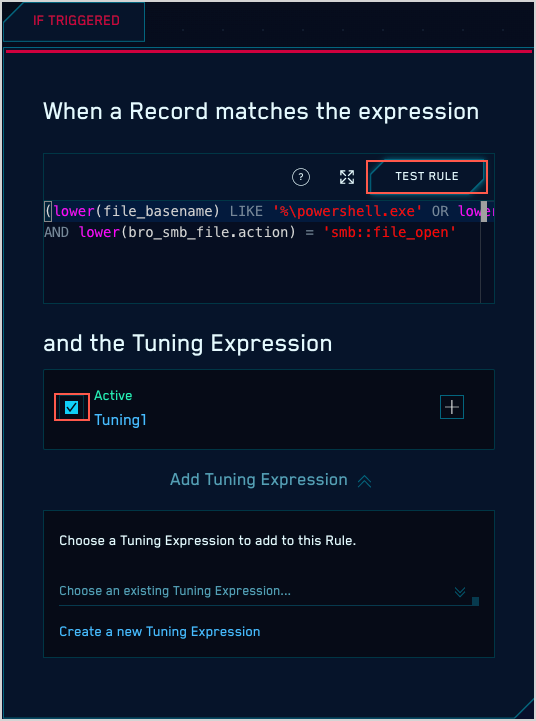 IF TRIGGERED
When a Record matches the expression
?
TEST RULE
(lower(file_basename) LIKE '%\powershell.exe' OR lower
AND lower(bro_smb_file.action) = 'smb::file_open'
and the Tuning Expression
Active
Tuning1
Add Tuning Expression
Choose a Tuning Expression to add to this Rule.
Choose an existing Tuning Expression...
Create a new Tuning Expression